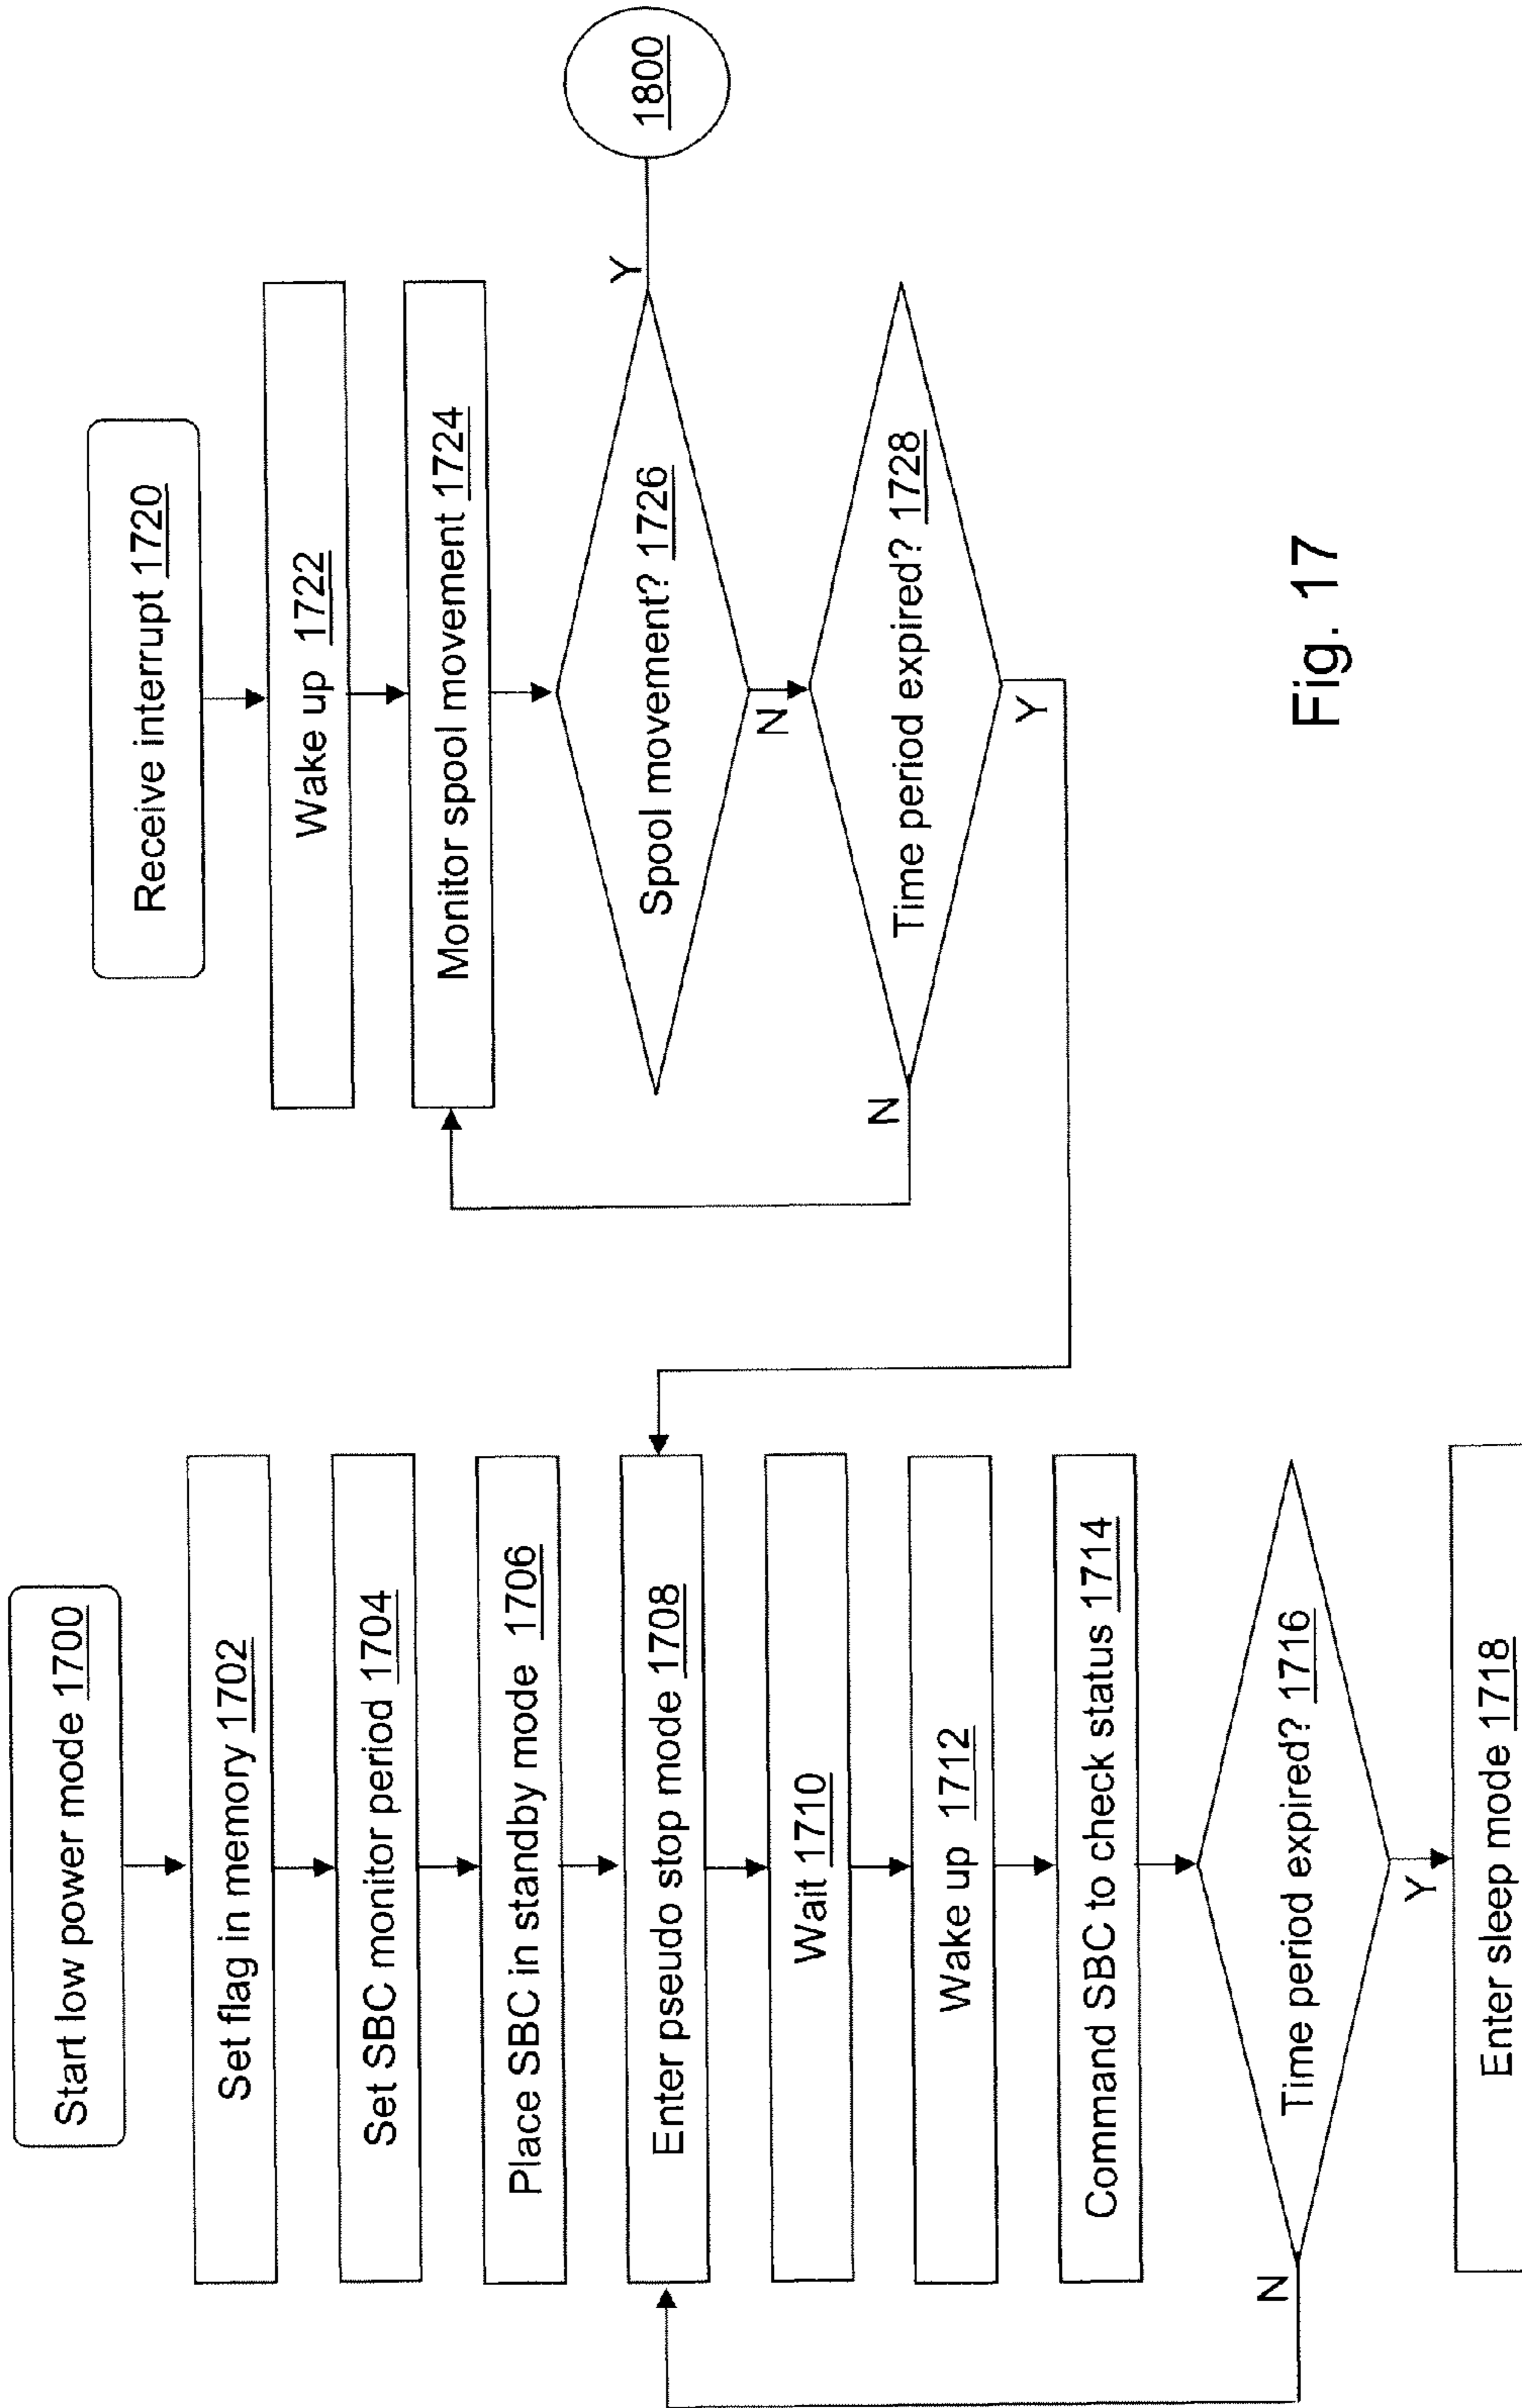 Start low power mode 1700
Set flag in memory 1702
Set SBC monitor period 1704
Place SBC in standby mode 1706
Enter pseudo stop mode 1708
Wait 1710
Wake up 1712
Command SBC to check status 1714
Time period expired? 1716
N
Y
Enter sleep mode 1718
Receive interrupt 1720
Wake up 1722
Monitor spool movement 1724
Spool movement? 1726
Y
1800
N
Time period expired? 1728
N
Y
Fig. 17